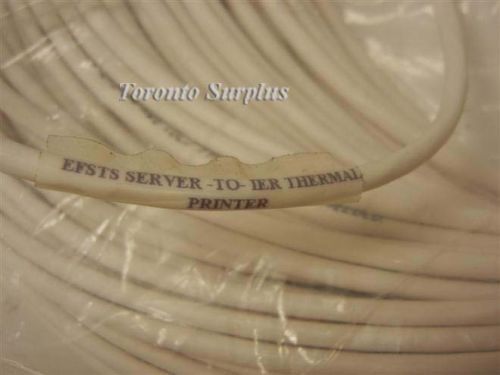 Toronto Surplus
EFSTS SERVER -TO- IER THERMAL
PRINTER